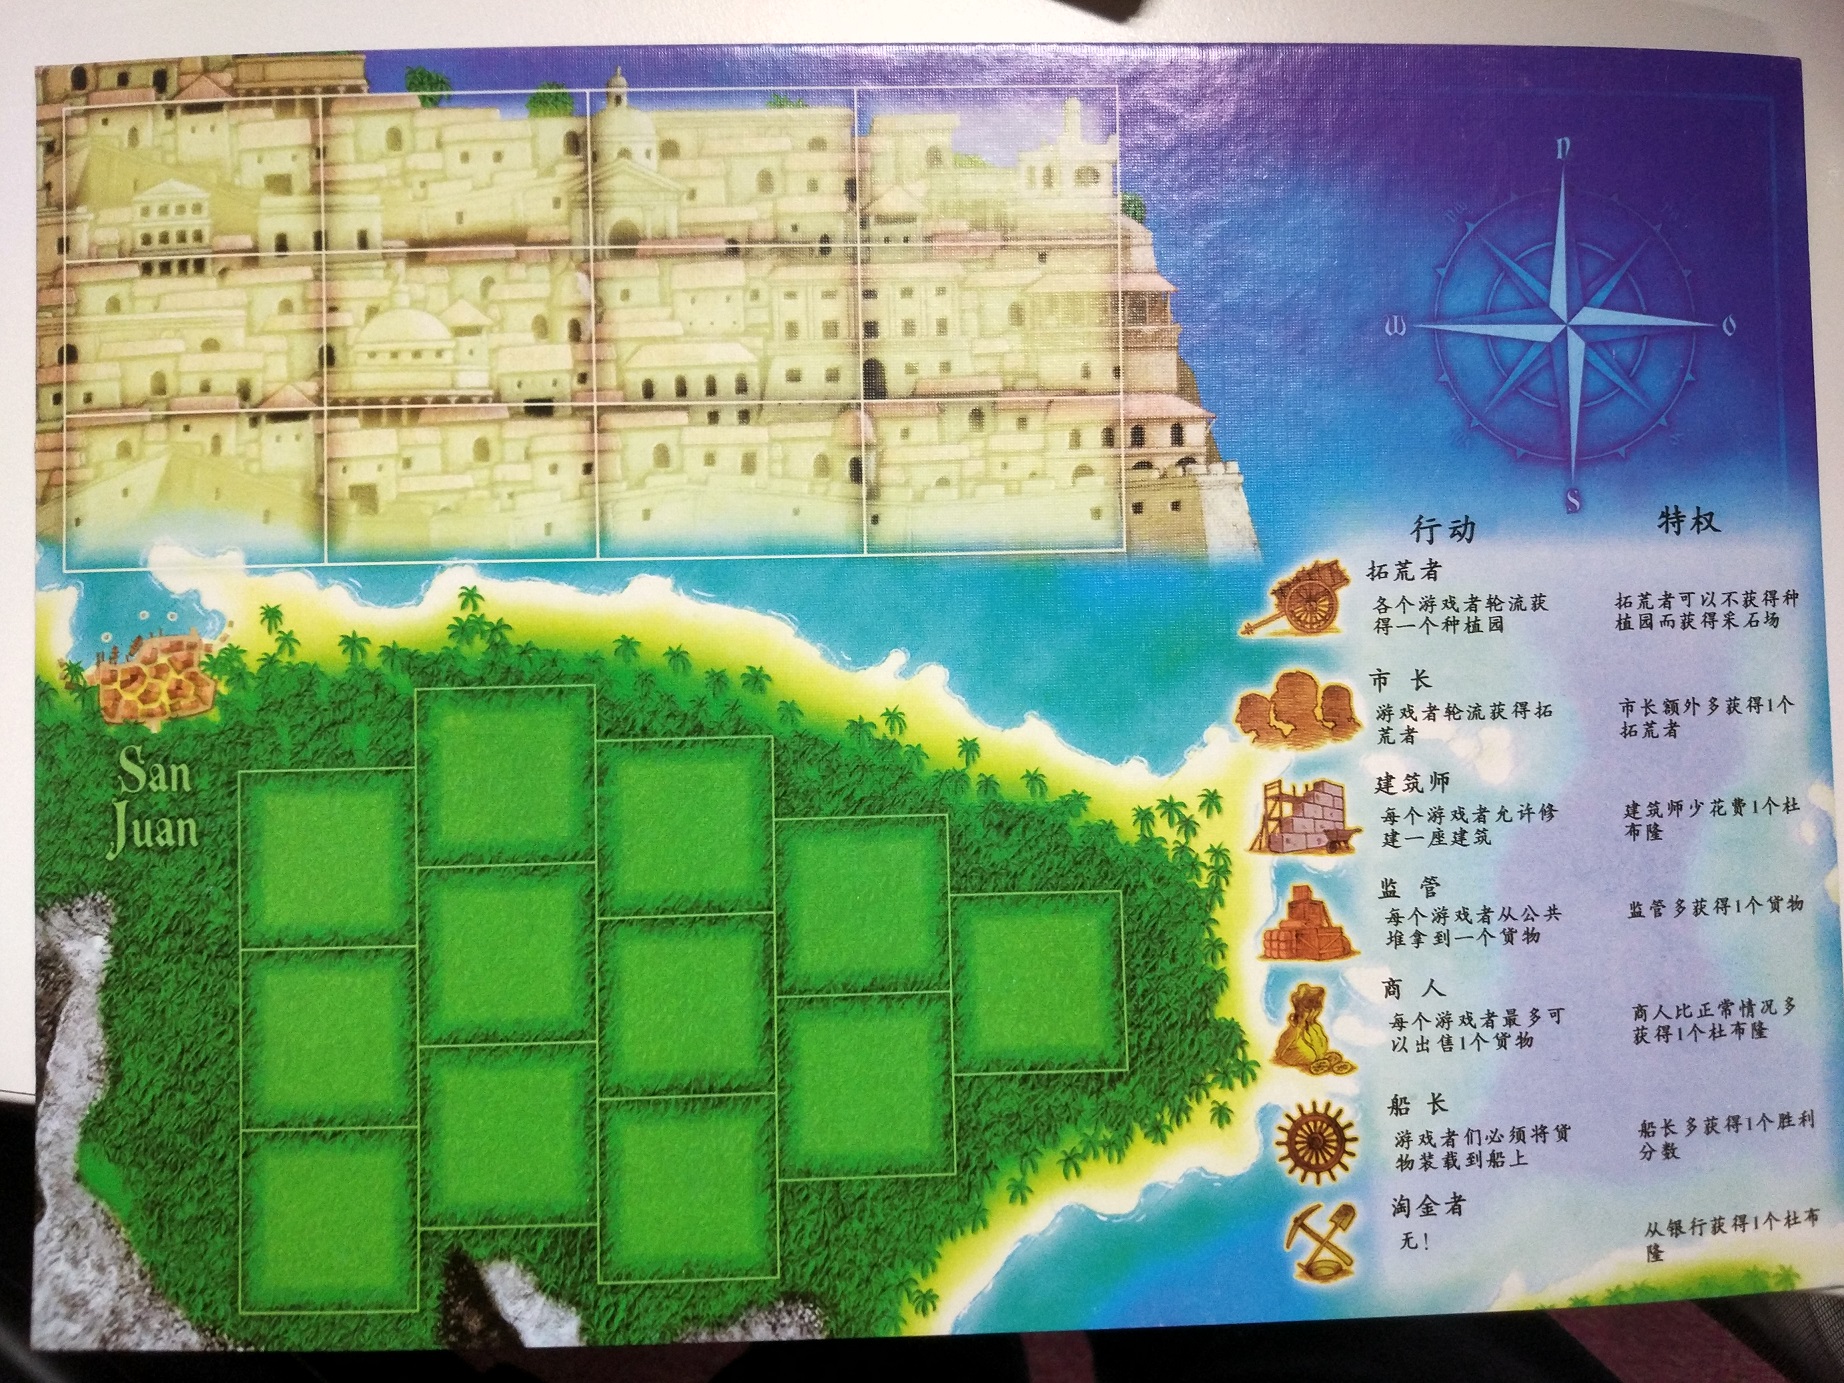 n
W
O
S
San
Juan
行动
特权
拓荒者
各个游戏者轮流获
得一个种植园
拓荒者可以不获得种
植园而获得采石场
市 长
游戏者轮流获得拓
荒者
市长额外多获得1个
拓荒者
建筑师
每个游戏者允许修
建一座建筑
建筑师少花费1个杜
布隆
监 管
每个游戏者从公共
堆拿到一个货物
监管多获得1个货物
商 人
每个游戏者最多可
以出售1个货物
商人比正常情况多
获得1个杜布隆
船 长
游戏者们必须将货
物装载到船上
船长多获得1个胜利
分数
淘金者
无！
从银行获得1个杜布
隆